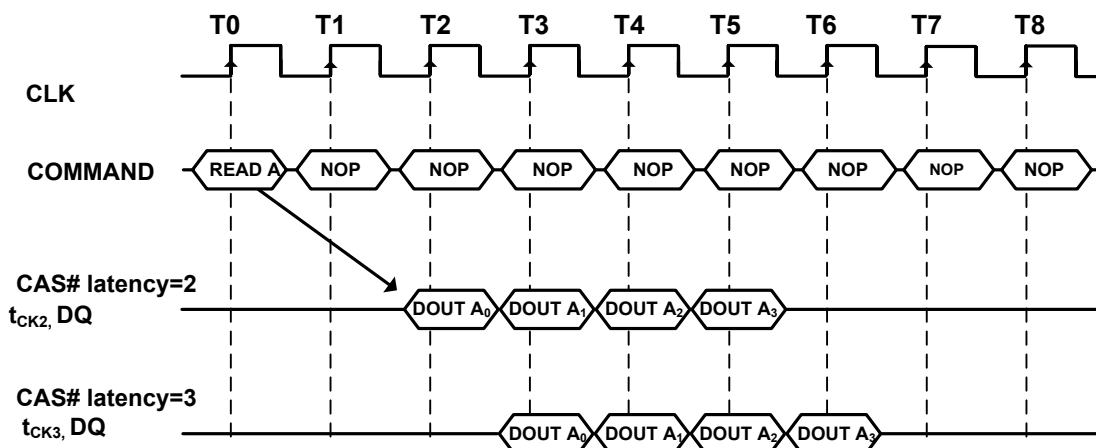 T0 T1 T2 T3 T4 T5 T6 T7 T8
CLK
COMMAND READ A NOP NOP NOP NOP NOP NOP NOP NOP
CAS# latency=2
tCK2, DQ DOUT A0 DOUT A1 DOUT A2 DOUT A3
CAS# latency=3
tCK3, DQ DOUT A0 DOUT A1 DOUT A2 DOUT A3